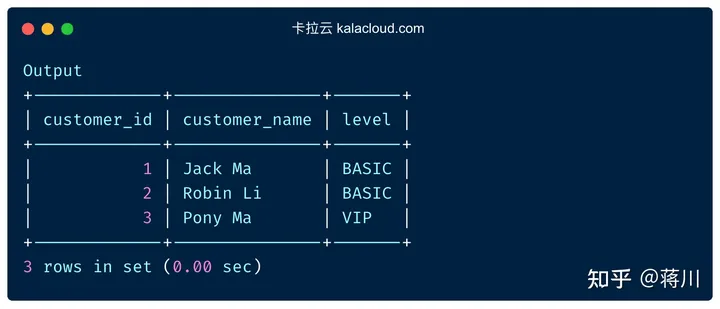 卡拉云 kalacloud.com
Output
+-------------+---------------+-------+
| customer_id | customer_name | level |
+-------------+---------------+-------+
|           1 | Jack Ma       | BASIC |
|           2 | Robin Li      | BASIC |
|           3 | Pony Ma       | VIP   |
+-------------+---------------+-------+
3 rows in set (0.00 sec)
知乎 @蒋川